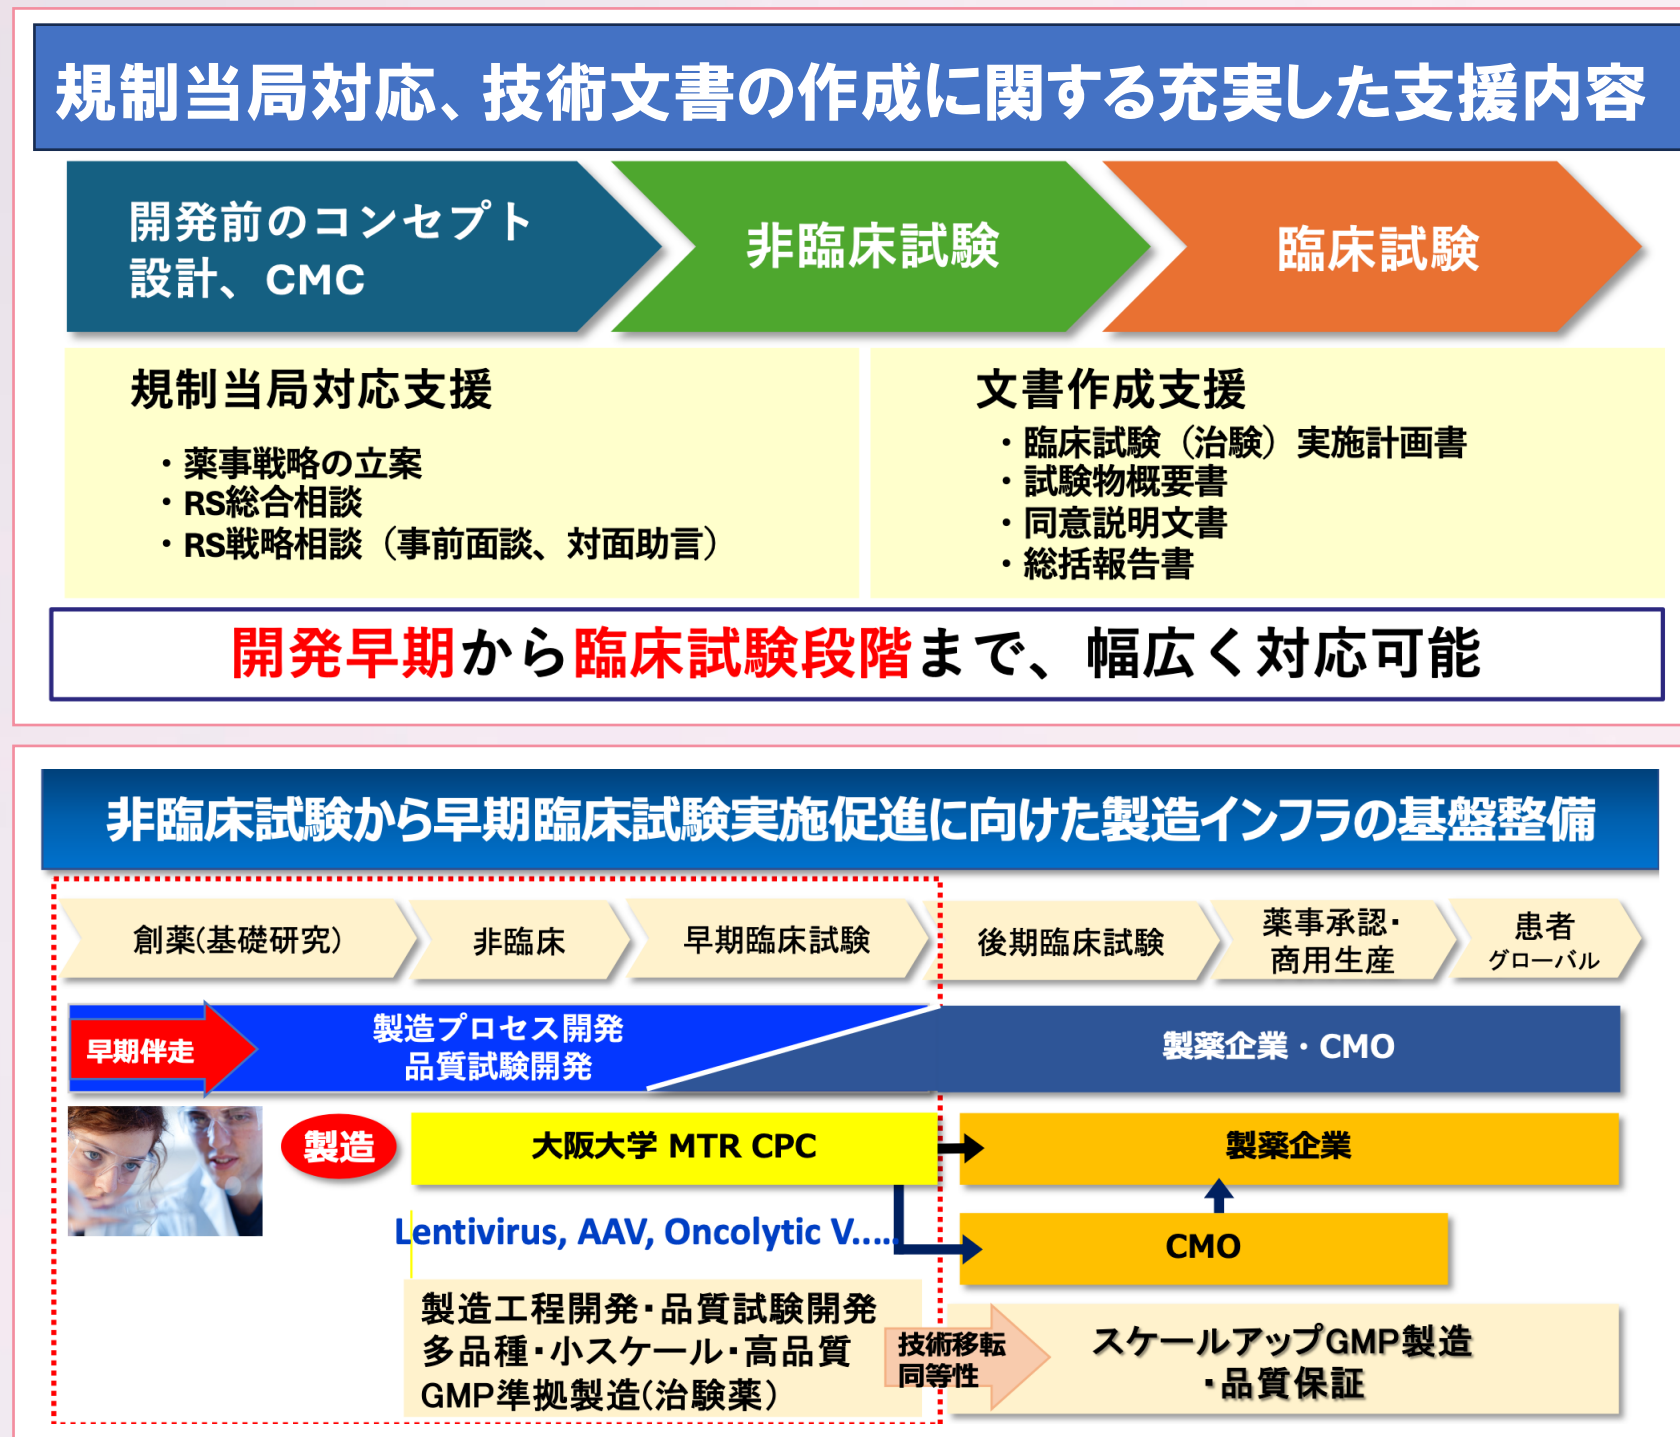 規制当局対応、技術文書の作成に関する充実した支援内容
開発前のコンセプト
設計、CMC
非臨床試験
臨床試験
規制当局対応支援
・薬事戦略の立案
・RS総合相談
・RS戦略相談（事前面談、対面助言）
文書作成支援
・臨床試験（治験）実施計画書
・試験物概要書
・同意説明文書
・総括報告書
開発早期から臨床試験段階まで、幅広く対応可能
非臨床試験から早期臨床試験実施促進に向けた製造インフラの基盤整備
創薬(基礎研究)
非臨床
早期臨床試験
後期臨床試験
薬事承認・
商用生産
患者
グローバル
早期伴走
製造プロセス開発
品質試験開発
製薬企業・CMO
製造
大阪大学 MTR CPC
製薬企業
Lentivirus, AAV, Oncolytic V.....
CMO
製造工程開発・品質試験開発
多品種・小スケール・高品質
GMP準拠製造(治験薬)
技術移転
同等性
スケールアップGMP製造
・品質保証